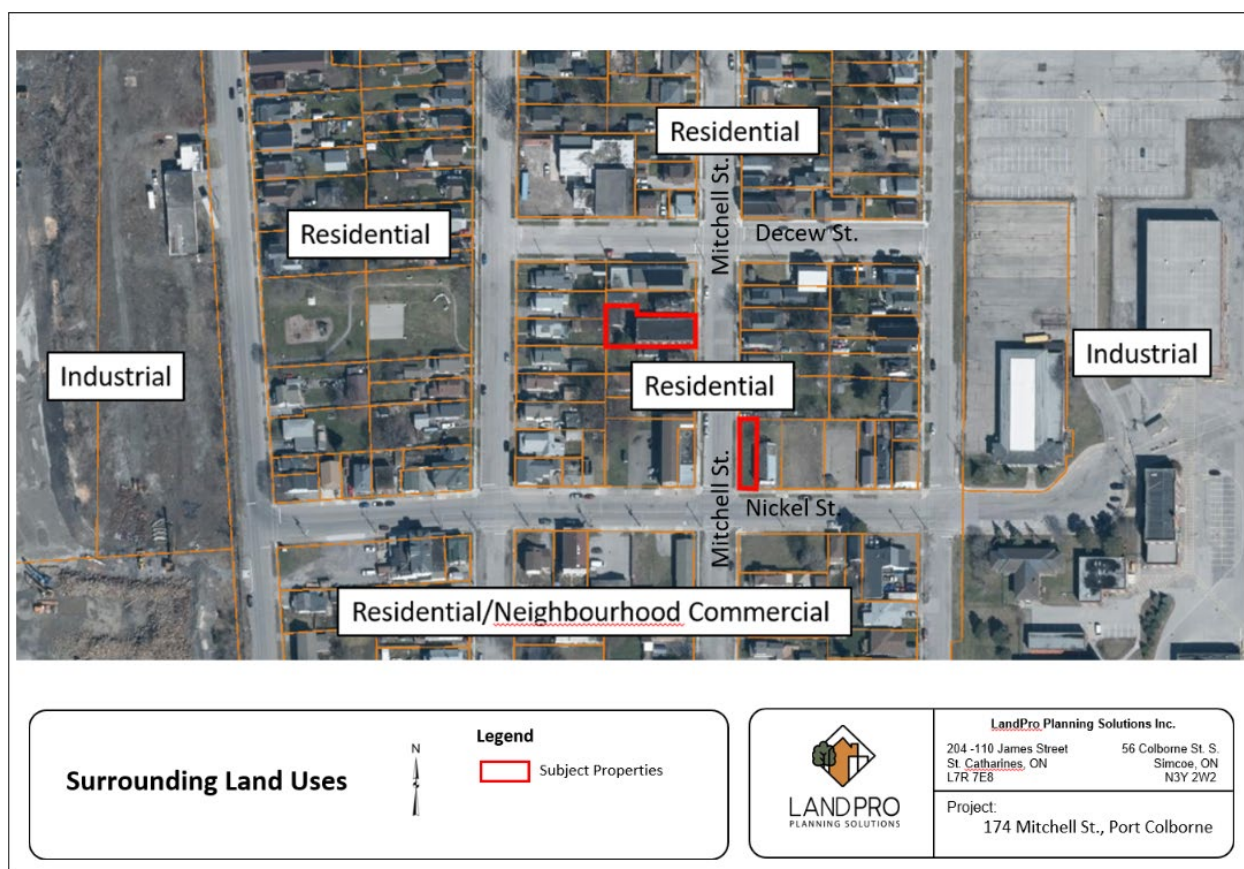 Residential
Mitchell St.
Decew St.
Residential
Industrial
Industrial
Residential
Mitchell St.
Nickel St.
Residential/Neighbourhood Commercial
Surrounding Land Uses
N
Legend
Subject Properties
LANDPRO
PLANNING SOLUTIONS
LandPro Planning Solutions Inc.
204 -110 James Street
St. Catharines, ON
L7R 7E8
56 Colborne St. S.
Simcoe, ON
N3Y 2W2
Project:
174 Mitchell St., Port Colborne